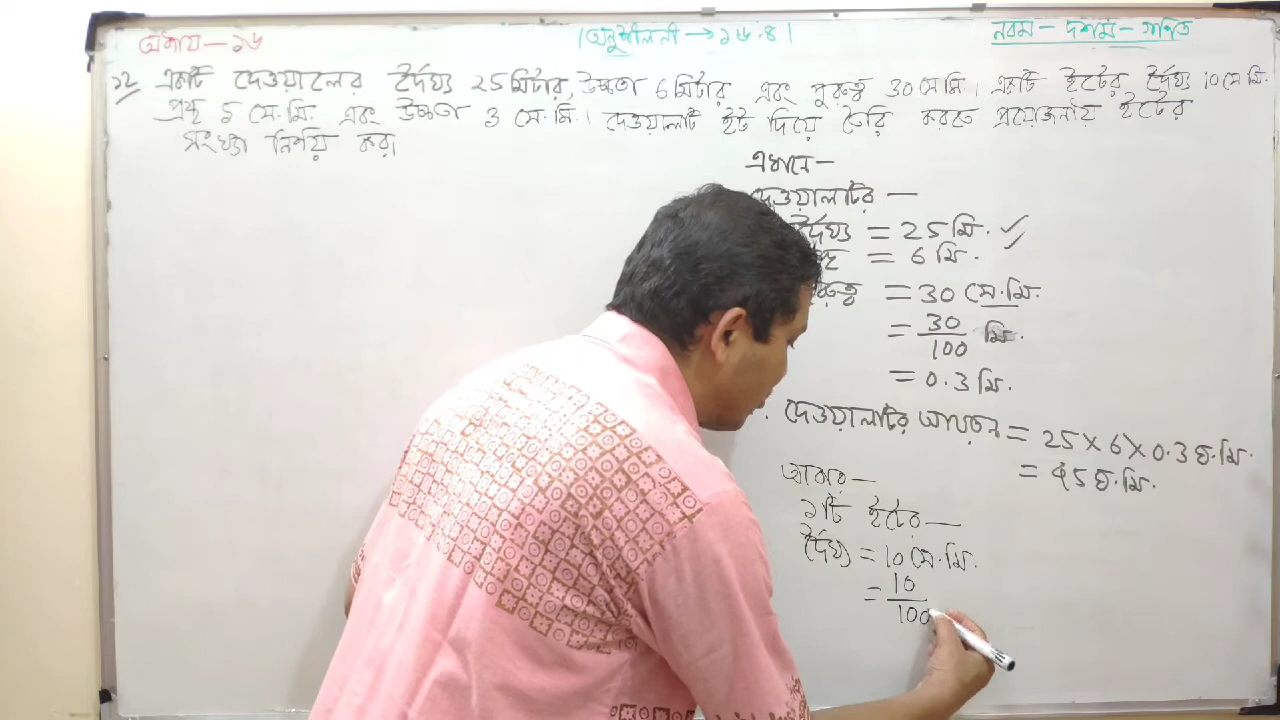 অধ্যায় — ১৬
|অনুশীলনী → ১৬.৪|
নবম - দশম - গণিত
১২ একটি দেওয়ালের দৈর্ঘ্য 25 মিটার, উচ্চতা 6 মিটার এবং পুরুত্ব 30 সে.মি। একটি ইটের দৈর্ঘ্য 10 সে.মি.
প্রস্থ 5 সে.মি. এবং উচ্চতা 3 সে.মি.। দেওয়ালটি ইট দিয়ে তৈরি করতে প্রয়োজনীয় ইটের
সংখ্যা নির্ণয় কর।
এখানে —
দেওয়ালটির —
দৈর্ঘ্য = 25 মি. ✓
= 6 মি.
= 30 সে.মি.
= 30/100 মি.
= 0.3 মি.
দেওয়ালটির আয়তন = 25 × 6 × 0.3 ঘ.মি.
= 45 ঘ.মি.
আবার —
১টি ইটের —
দৈর্ঘ্য = 10 সে.মি.
= 10/100